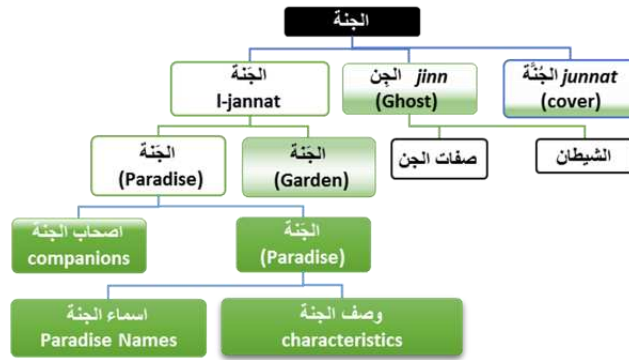 الجنة
الجَنة
l-jannat
الجِن jinn
(Ghost)
الجُنَّة junnat
(cover)
الجَنة
(Paradise)
الجَنة
(Garden)
صفات الجن
الشيطان
اصحاب الجنة
companions
الجَنة
(Paradise)
اسماء الجنة
Paradise Names
وصف الجنة
characteristics